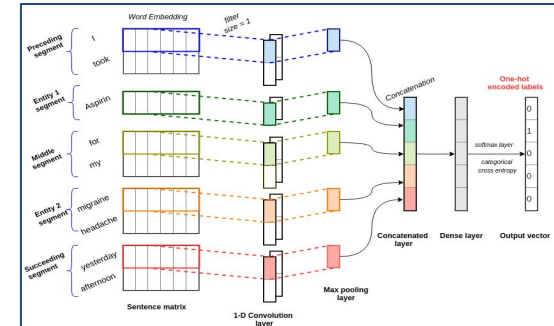 Word Embedding
filter
size = 1
Preceding
segment
I
took
Entity 1
segment
Aspirin
Middle
segment
for
my
Entity 2
segment
migraine
headache
Succeeding
segment
yesterday
afternoon
Sentence matrix
1-D Convolution
layer
Max pooling
layer
Concatenation
Concatenated
layer
Dense layer
softmax layer
categorical
cross entropy
One-hot
encoded labels
0
1
0
0
0
Output vector